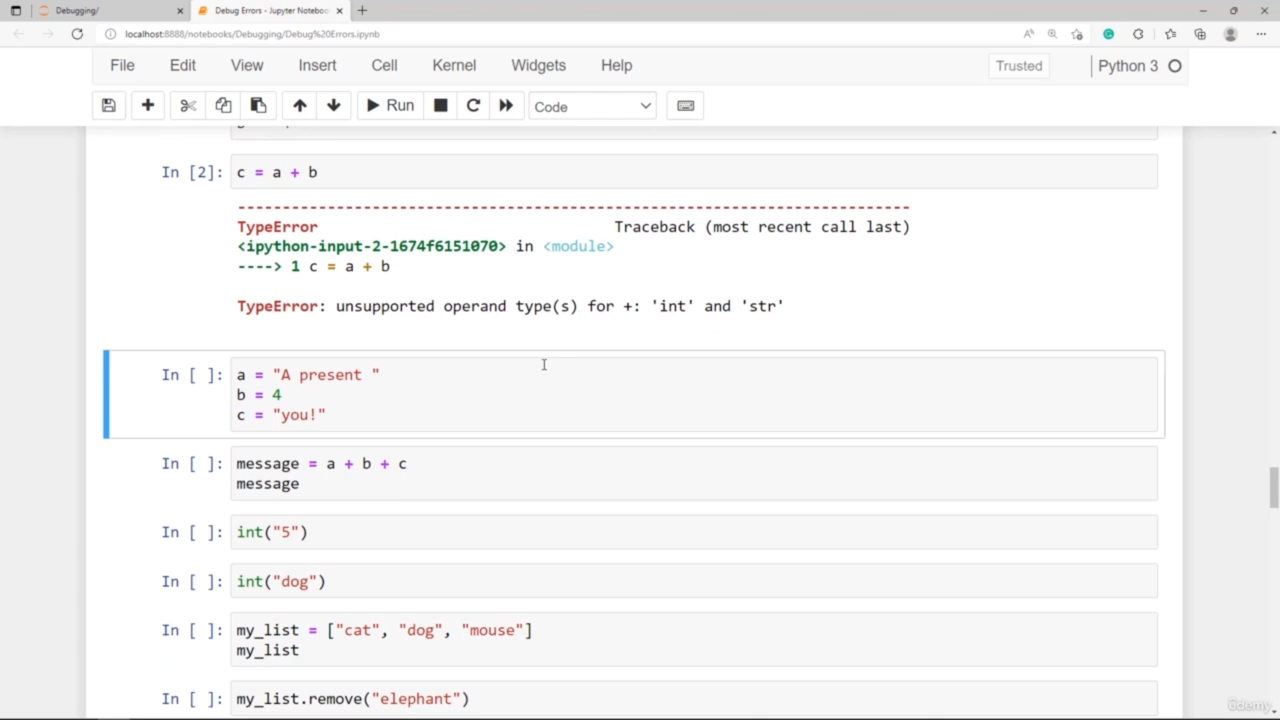 Debugging/
Debug Errors - Jupyter Noteboo
localhost:8888/notebooks/Debugging/Debug%20Errors.ipynb
File Edit View Insert Cell Kernel Widgets Help Trusted Python 3
Run Code
In [2]: c = a + b
---------------------------------------------------------------------------
TypeError Traceback (most recent call last)
<ipython-input-2-1674f6151070> in <module>
----> 1 c = a + b
TypeError: unsupported operand type(s) for +: 'int' and 'str'
In [ ]: a = "A present "
b = 4
c = "you!"
In [ ]: message = a + b + c
message
In [ ]: int("5")
In [ ]: int("dog")
In [ ]: my_list = ["cat", "dog", "mouse"]
my_list
In [ ]: my_list.remove("elephant")
ûdemy